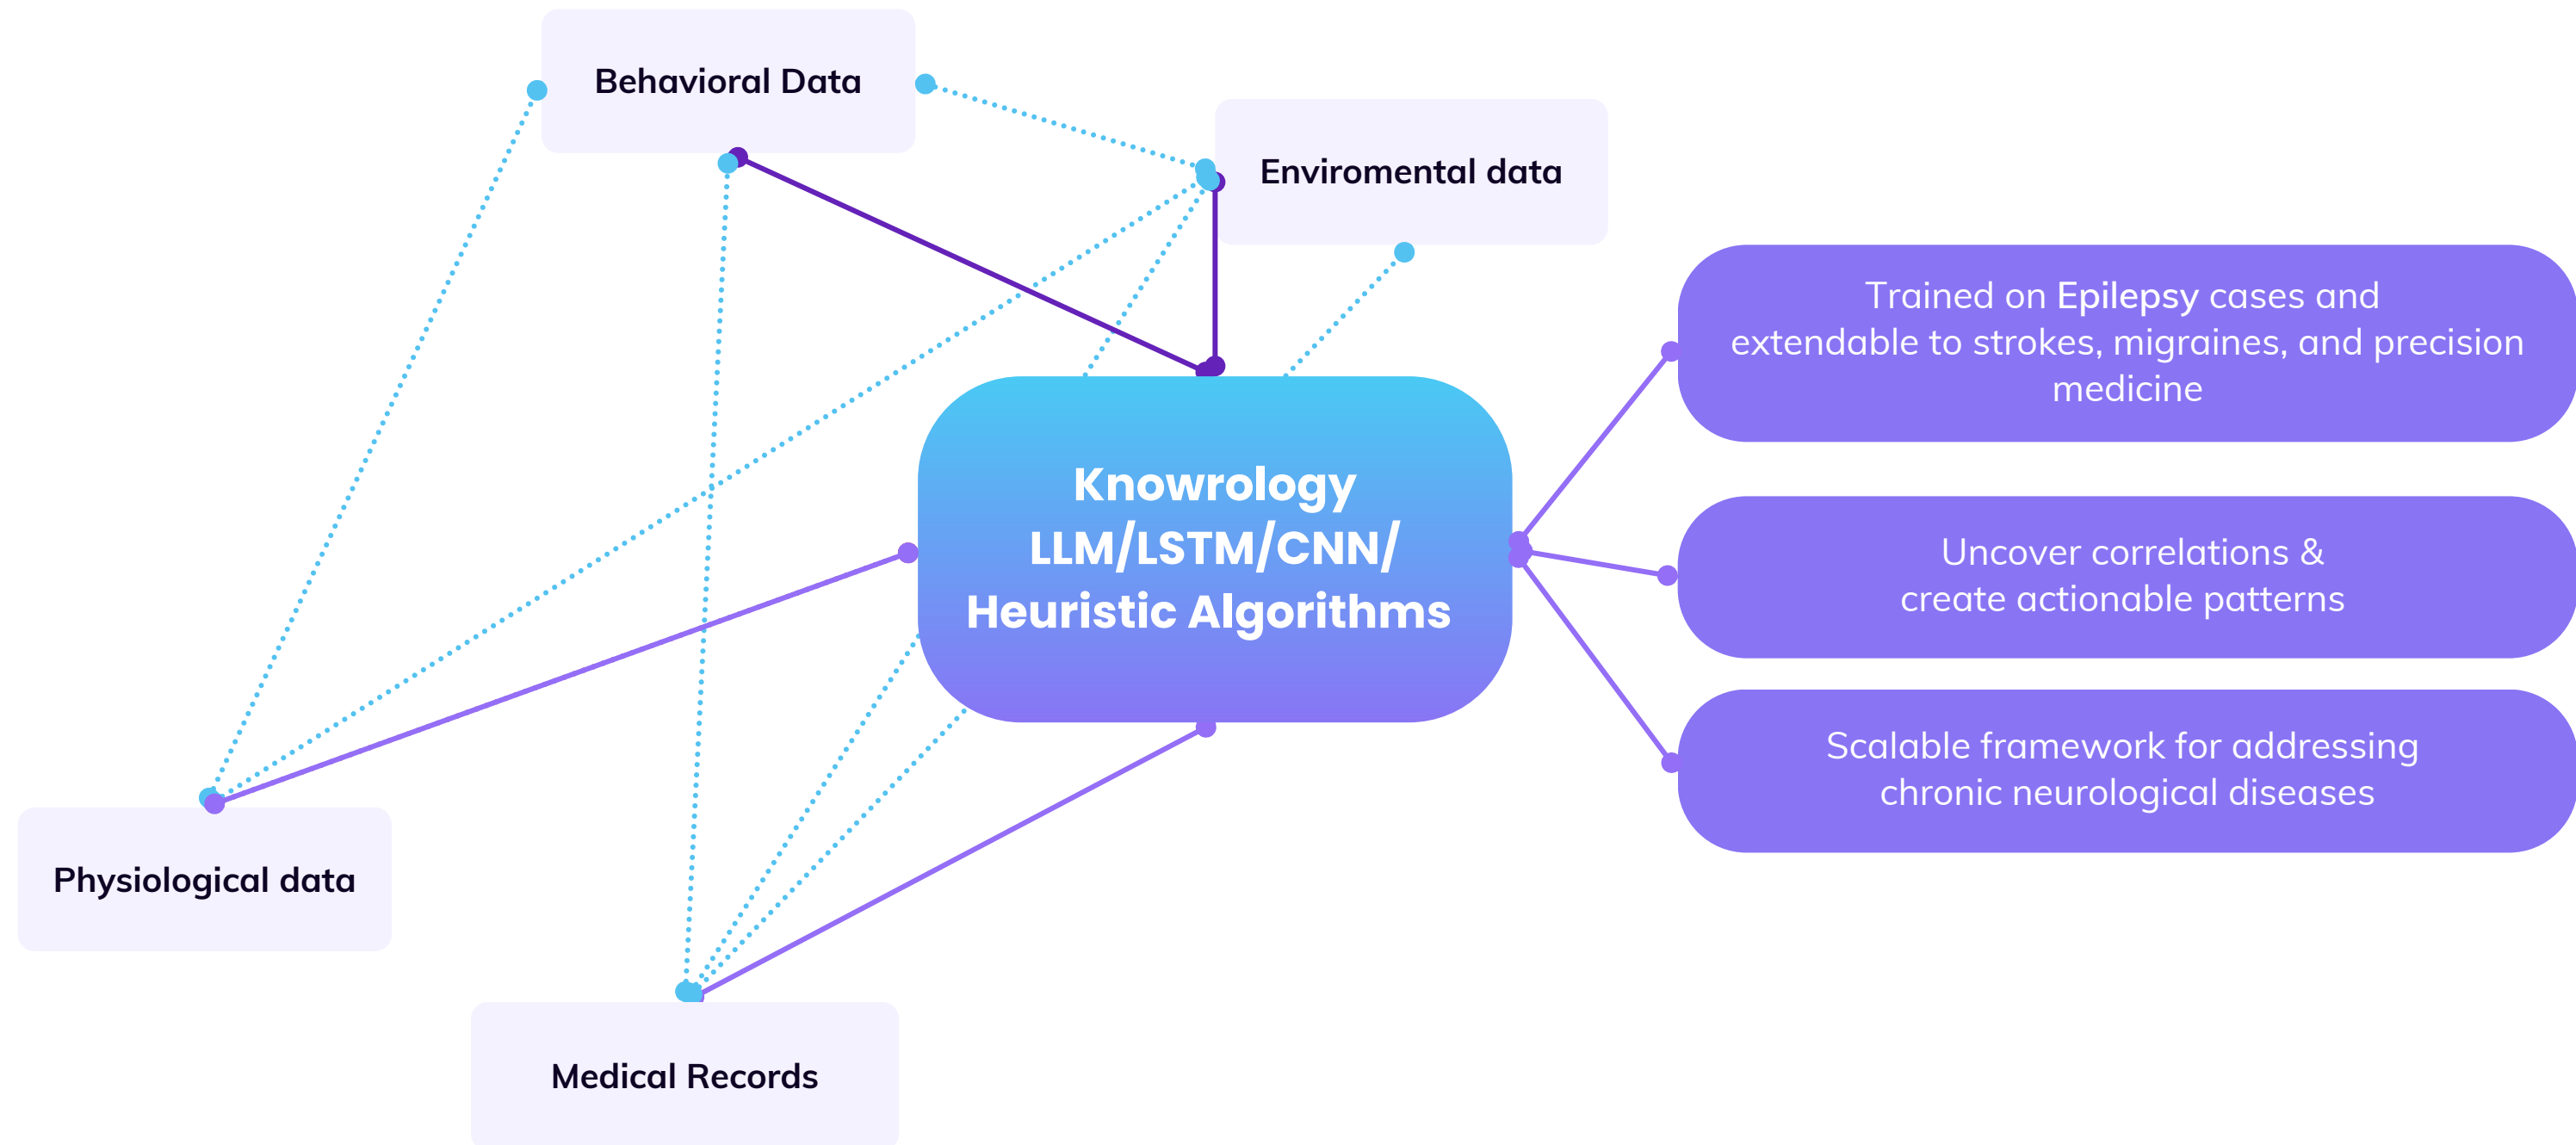 Behavioral Data
Enviromental data
Trained on Epilepsy cases and
extendable to strokes, migraines, and precision
medicine
Knowrology
LLM/LSTM/CNN/
Heuristic Algorithms
Uncover correlations &
create actionable patterns
Scalable framework for addressing
chronic neurological diseases
Physiological data
Medical Records